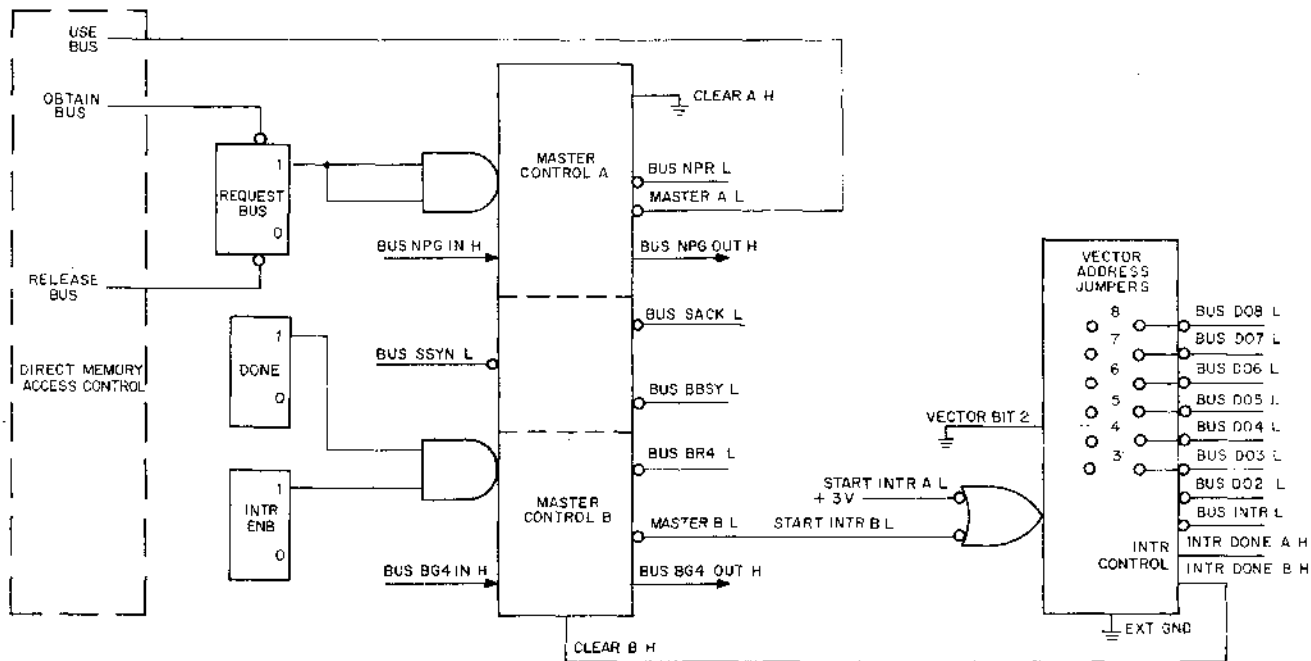 USE
BUS
OBTAIN
BUS
RELEASE
BUS
DIRECT MEMORY
ACCESS CONTROL
1
REQUEST
BUS
0
1
DONE
0
1
INTR
ENB
0
BUS NPG IN H
BUS SSYN L
BUS BG4 IN H
MASTER
CONTROL A
MASTER
CONTROL B
CLEAR A H
BUS NPR L
MASTER A L
BUS NPG OUT H
BUS SACK L
BUS BBSY L
BUS BR4 L
MASTER B L
START INTR B L
BUS BG4 OUT H
CLEAR B H
START INTR A L
+ 3V
VECTOR BIT 2
VECTOR
ADDRESS
JUMPERS
8
7
6
5
4
3
INTR
CONTROL
BUS D08 L
BUS D07 L
BUS D06 L
BUS D05 L
BUS D04 L
BUS D03 L
BUS D02 L
BUS INTR L
INTR DONE A H
INTR DONE B H
EXT GND